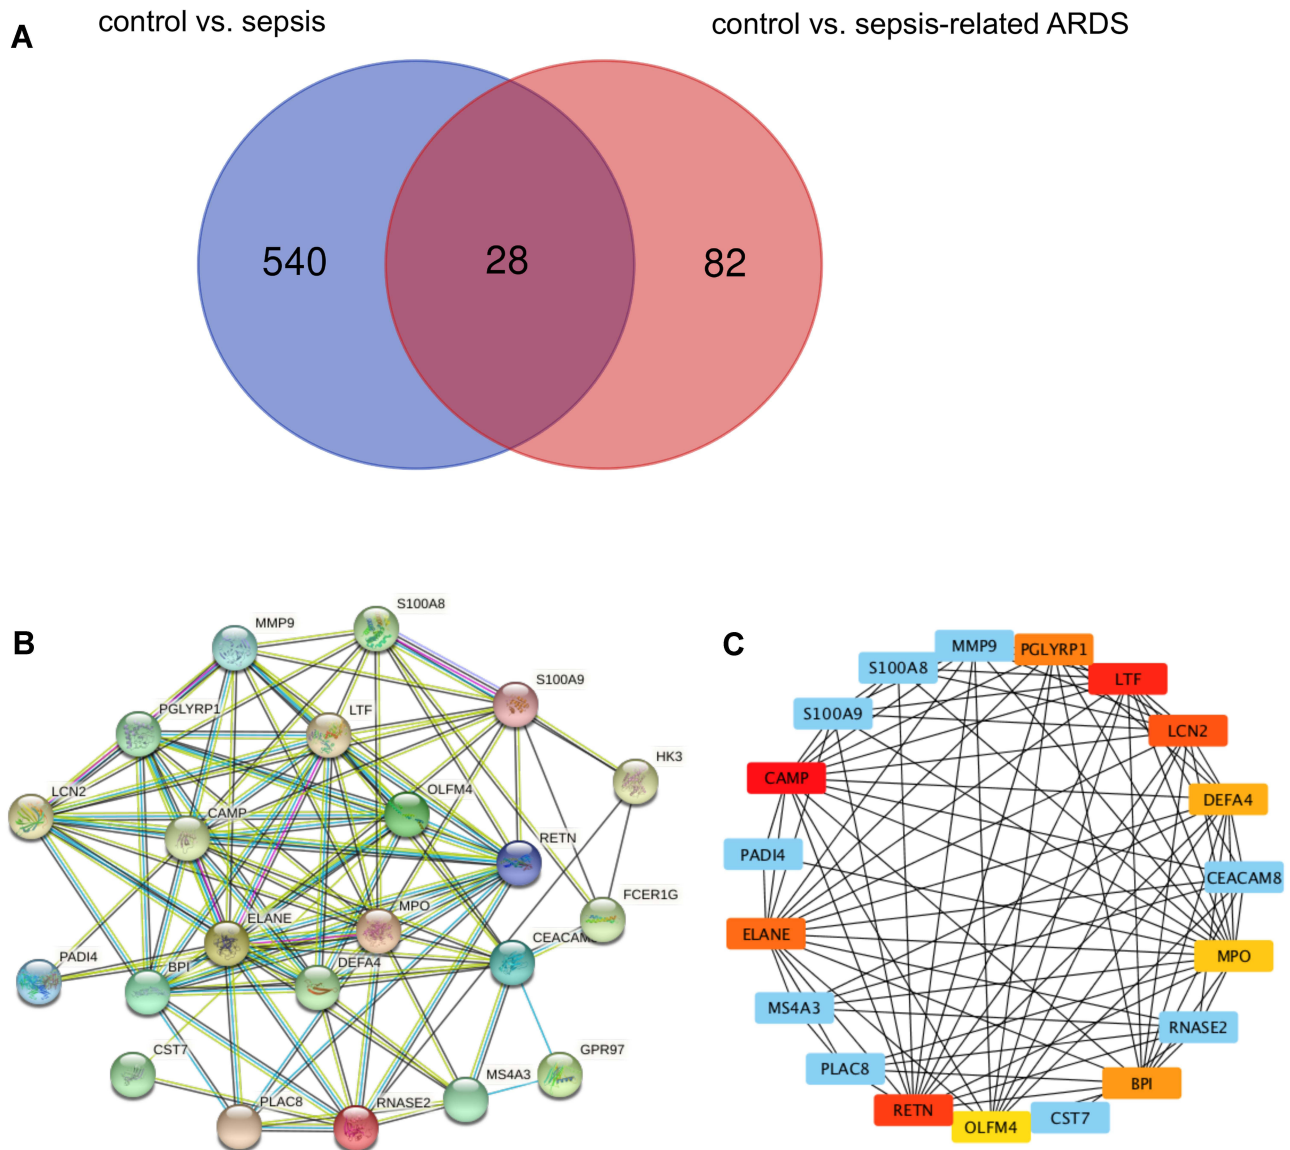 A
control vs. sepsis
control vs. sepsis-related ARDS
540
28
82
B
MMP9
S100A8
S100A9
PGLYRP1
LTF
HK3
LCN2
CAMP
OLFM4
RETN
FCER1G
ELANE
MPO
CEACAM
PADI4
BPI
DEFA4
CST7
GPR97
MS4A3
PLAC8
RNASE2
C
MMP9
PGLYRP1
S100A8
LTF
S100A9
LCN2
CAMP
DEFA4
PADI4
CEACAM8
ELANE
MPO
MS4A3
RNASE2
PLAC8
BPI
RETN
OLFM4
CST7